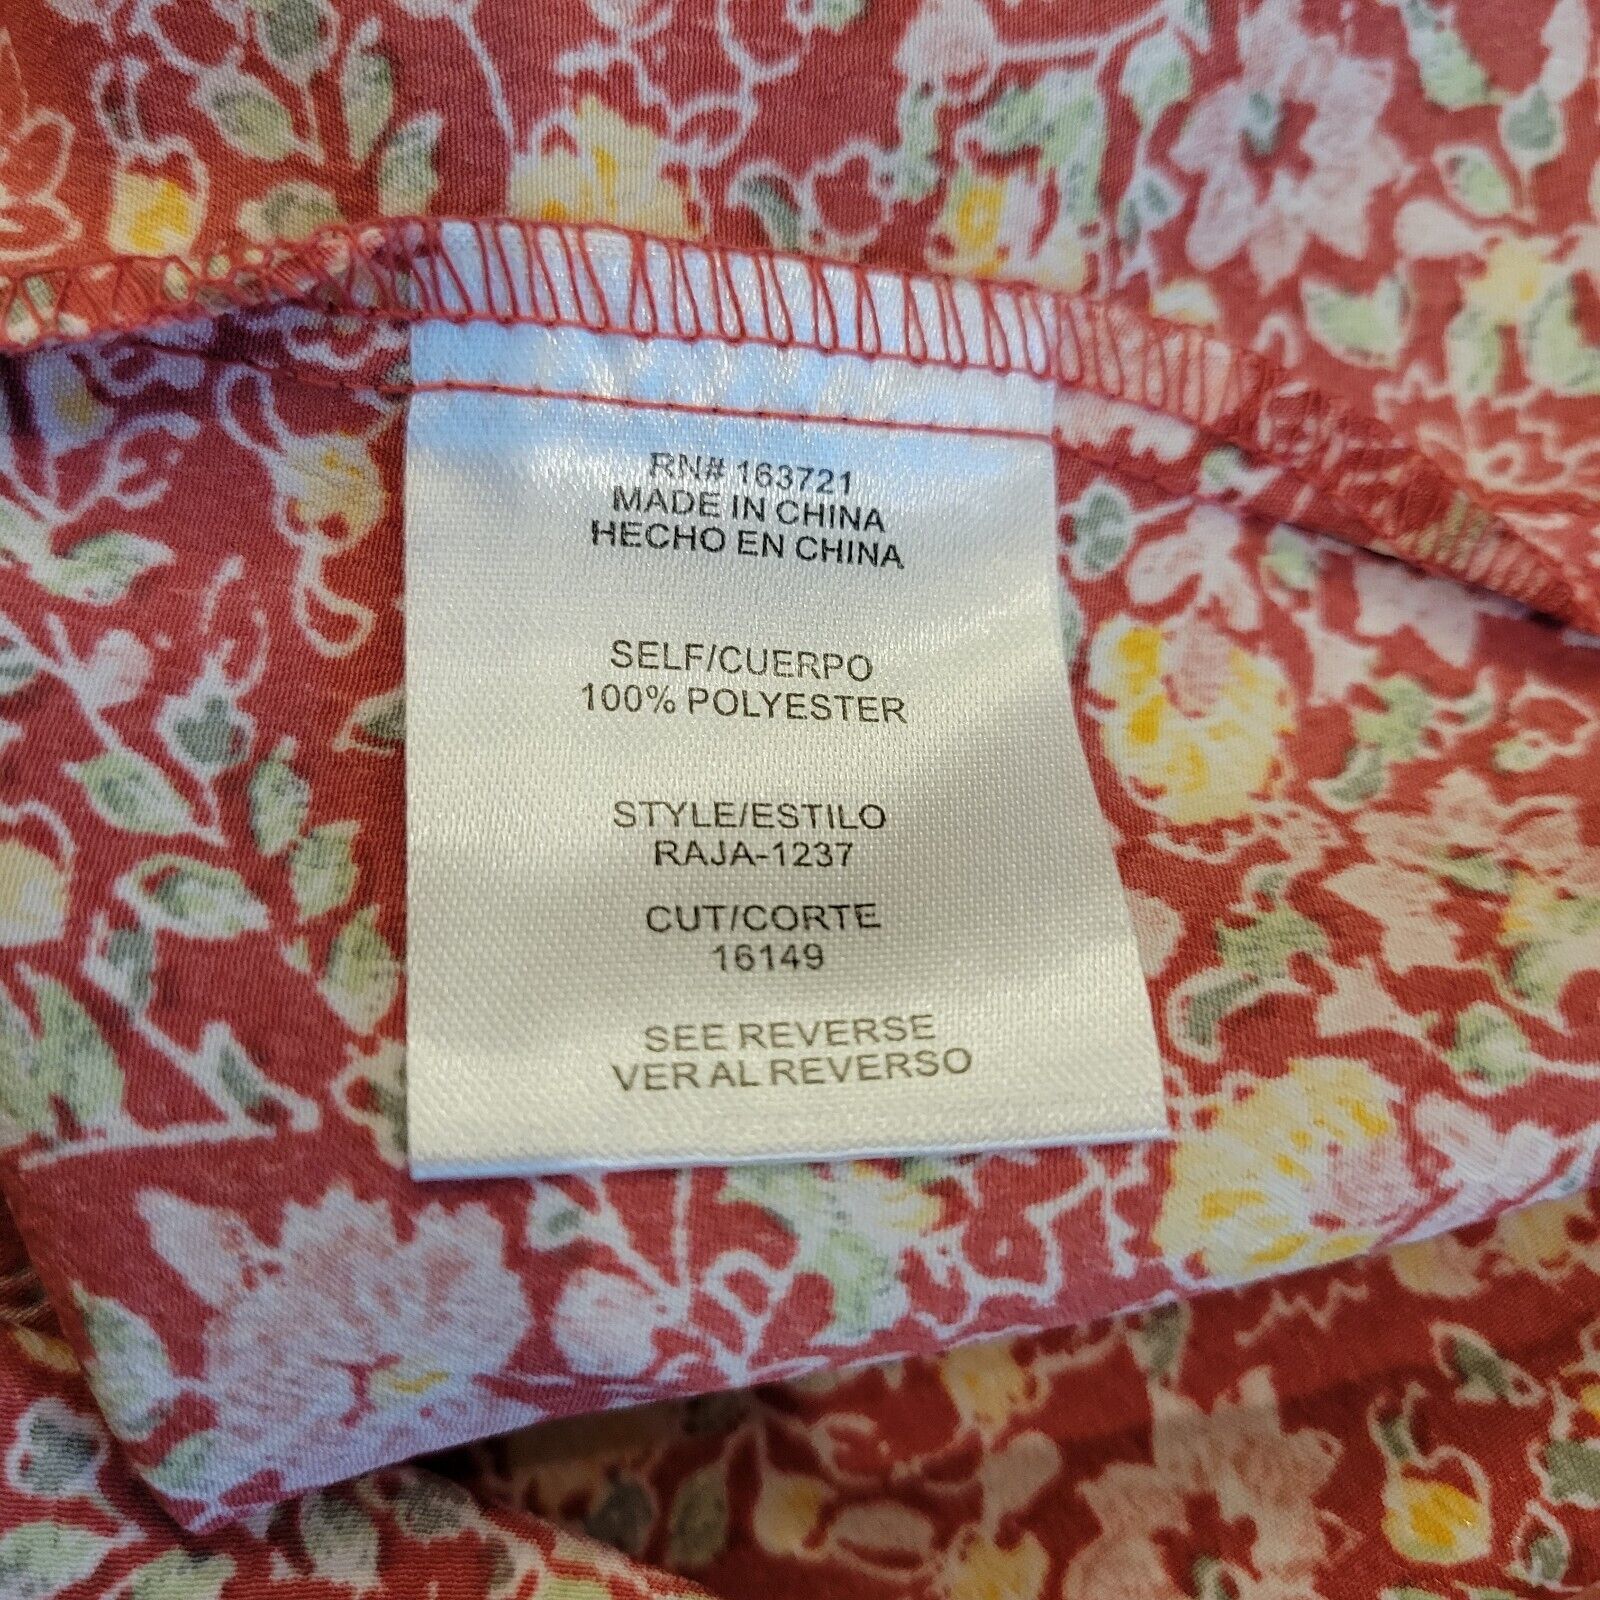 RN# 163721
MADE IN CHINA
HECHO EN CHINA
SELF/CUERPO
100% POLYESTER
STYLE/ESTILO
RAJA-1237
CUT/CORTE
16149
SEE REVERSE
VER AL REVERSO